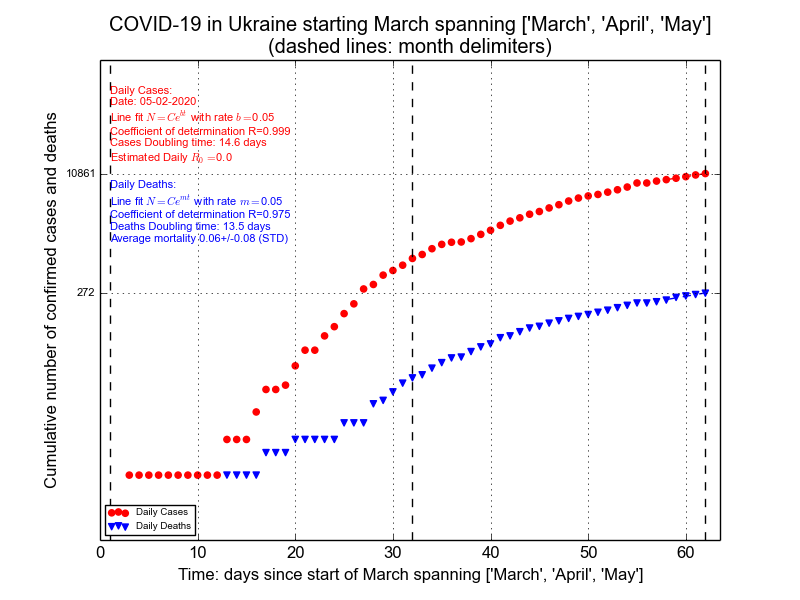 COVID-19 in Ukraine starting March spanning ['March', 'April', 'May']
(dashed lines: month delimiters)
Daily Cases:
Date: 05-02-2020
Line fit N=Ce^{bt} with rate b=0.05
Coefficient of determination R=0.999
Cases Doubling time: 14.6 days
Estimated Daily R_0=0.0
Daily Deaths:
Line fit N=Ce^{mt} with rate m=0.05
Coefficient of determination R=0.975
Deaths Doubling time: 13.5 days
Average mortality 0.06+/-0.08 (STD)
10861
272
Cumulative number of confirmed cases and deaths
Daily Cases
Daily Deaths
0 10 20 30 40 50 60
Time: days since start of March spanning ['March', 'April', 'May']